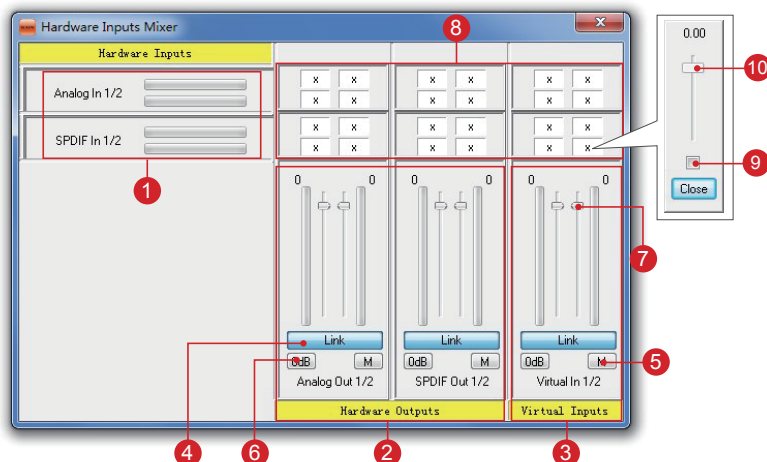 Hardware Inputs Mixer
8
0.00
Hardware Inputs
10
Analog In 1/2
x x x x x x
x x x x x x
SPDIF In 1/2
x x x x x x
x x x x x x
9
1
Close
0 0 0 0 0 0
7
Link Link Link
0dB M 0dB M 0dB M
5
Analog Out 1/2 SPDIF Out 1/2 Virtual In 1/2
Hardware Outputs Virtual Inputs
4 6 2 3